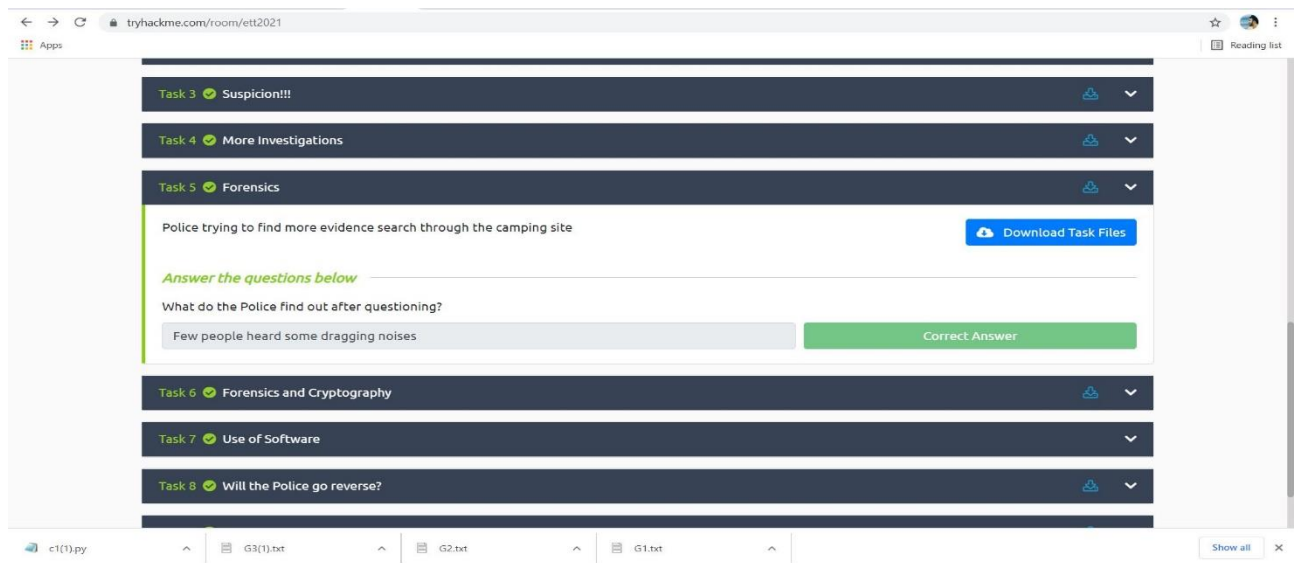 tryhackme.com/room/ett2021
Apps
Reading list
Task 3 Suspicion!!!
Task 4 More Investigations
Task 5 Forensics
Police trying to find more evidence search through the camping site
Download Task Files
Answer the questions below
What do the Police find out after questioning?
Few people heard some dragging noises
Correct Answer
Task 6 Forensics and Cryptography
Task 7 Use of Software
Task 8 Will the Police go reverse?
c1(1).py
G3(1).txt
G2.txt
G1.txt
Show all